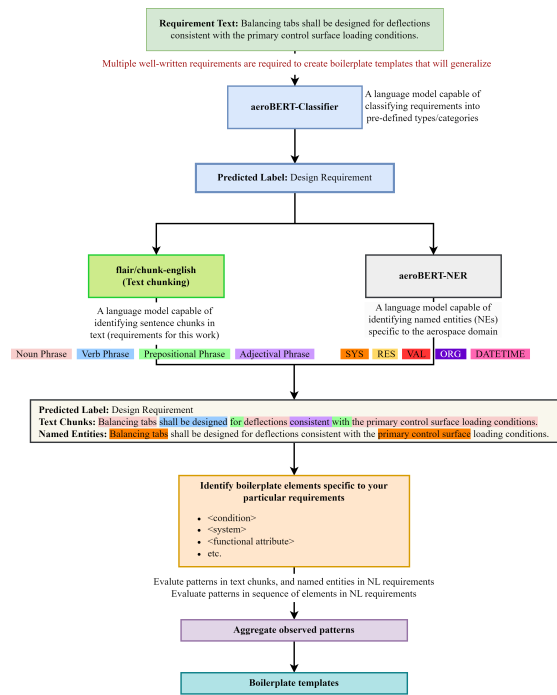 Requirement Text: Balancing tabs shall be designed for deflections
consistent with the primary control surface loading conditions.
Multiple well-written requirements are required to create boilerplate templates that will generalize
aeroBERT-Classifier
A language model capable of
classifying requirements into
pre-defined types/categories
Predicted Label: Design Requirement
flair/chunk-english
(Text chunking)
aeroBERT-NER
A language model capable of
identifying sentence chunks in
text (requirements for this work)
A language model capable of
identifying named entities (NEs)
specific to the aerospace domain
Noun Phrase Verb Phrase Prepositional Phrase Adjectival Phrase
SYS RES VAL ORG DATETIME
Predicted Label: Design Requirement
Text Chunks: Balancing tabs shall be designed for deflections consistent with the primary control surface loading conditions.
Named Entities: Balancing tabs shall be designed for deflections consistent with the primary control surface loading conditions.
Identify boilerplate elements specific to your
particular requirements
• <condition>
• <system>
• <functional attribute>
• etc.
Evalute patterns in text chunks, and named entities in NL requirements
Evaluate patterns in sequence of elements in NL requirements
Aggregate observed patterns
Boilerplate templates